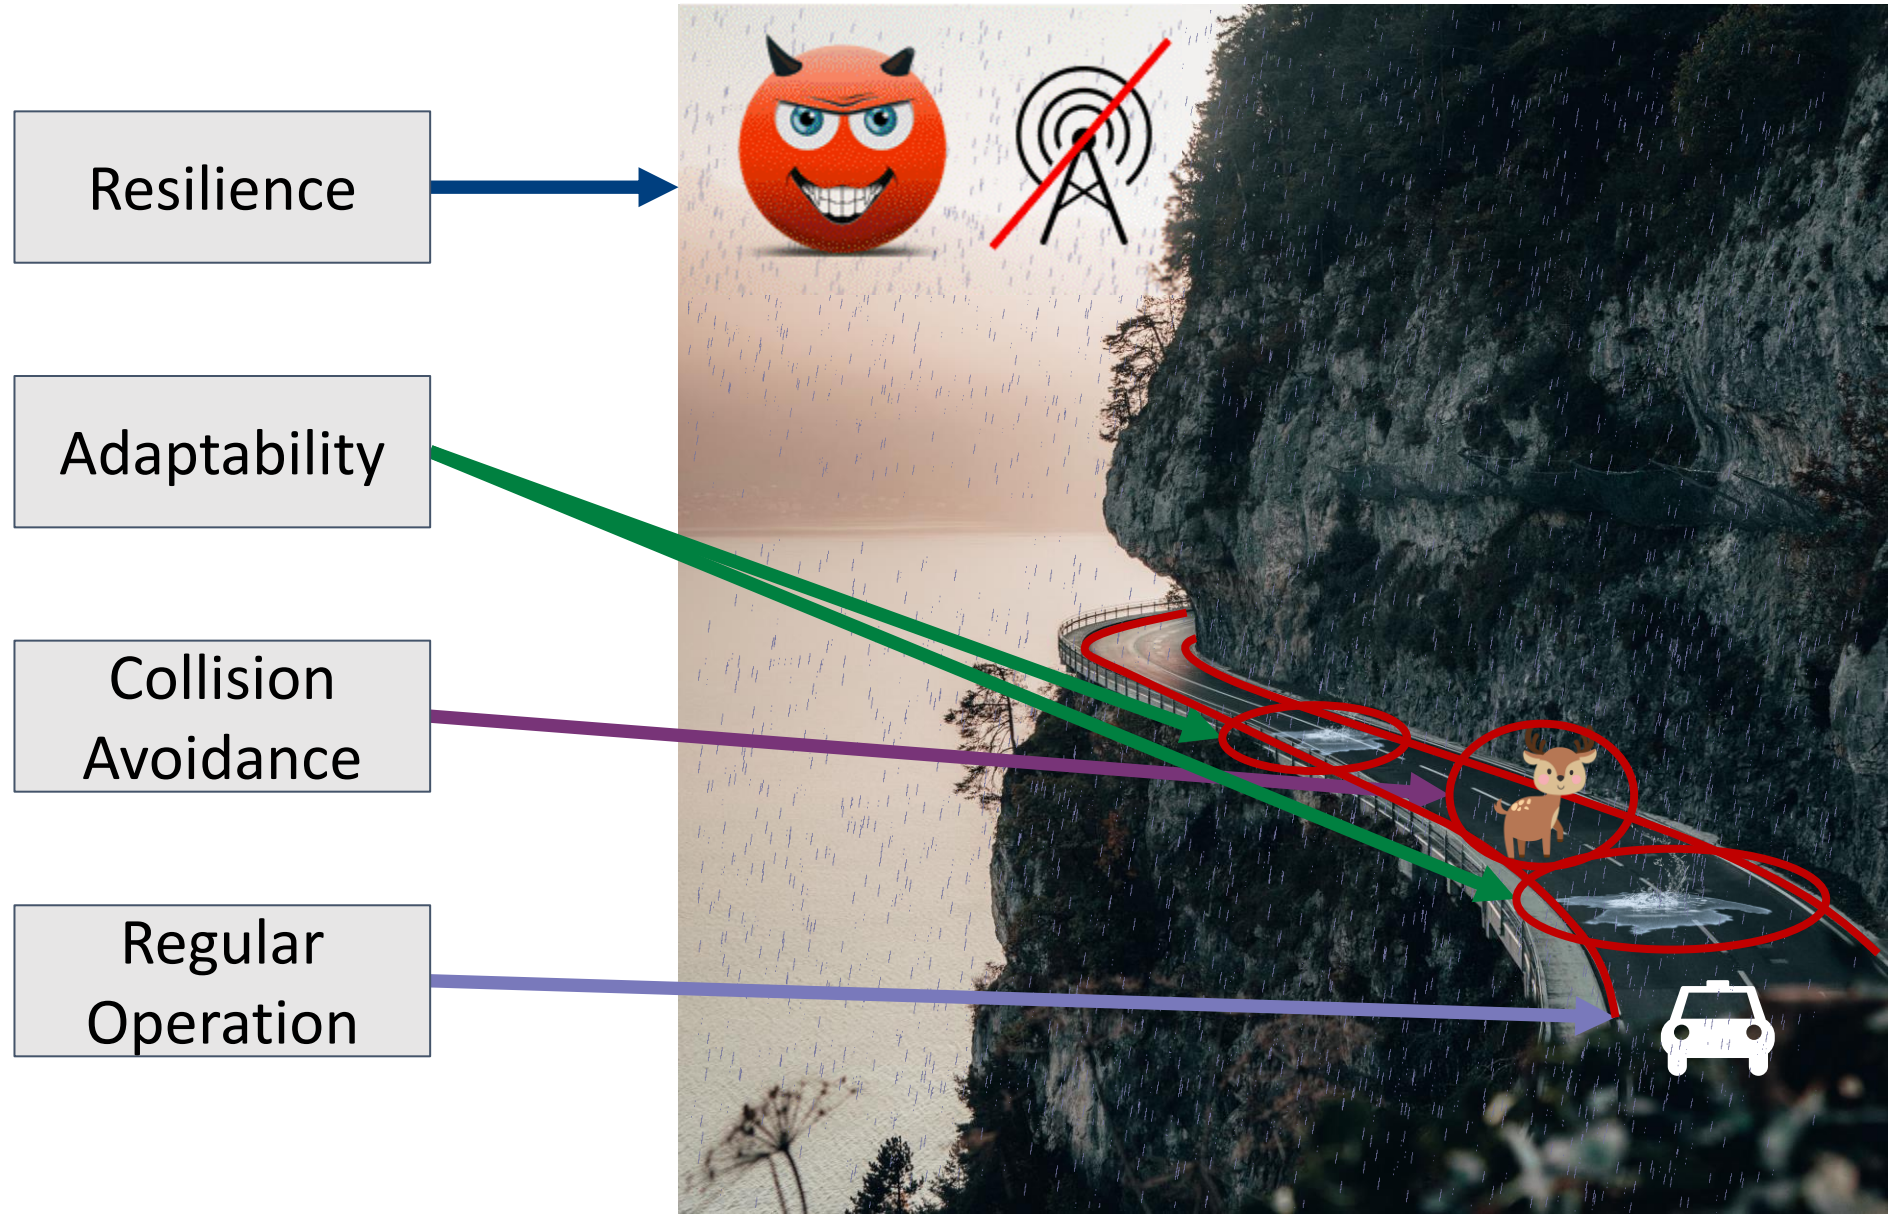 Resilience
Adaptability
Collision
Avoidance
Regular
Operation